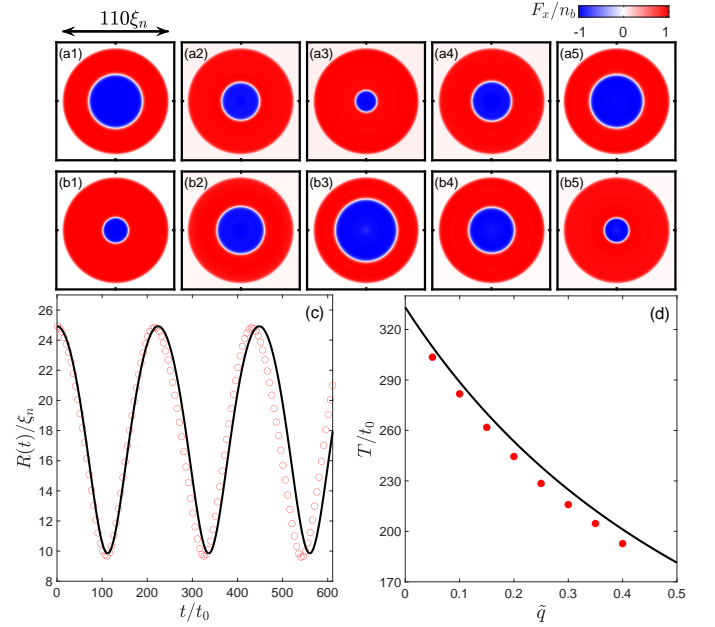 110ξₙ
Fₓ/n_b
-1 0 1
(a1) (a2) (a3) (a4) (a5)
(b1) (b2) (b3) (b4) (b5)
(c)
R(t)/ξₙ
26
24
22
20
18
16
14
12
10
8
0 100 200 300 400 500 600
t/t₀
(d)
T/t₀
320
290
260
230
200
170
0 0.1 0.2 0.3 0.4 0.5
q̃